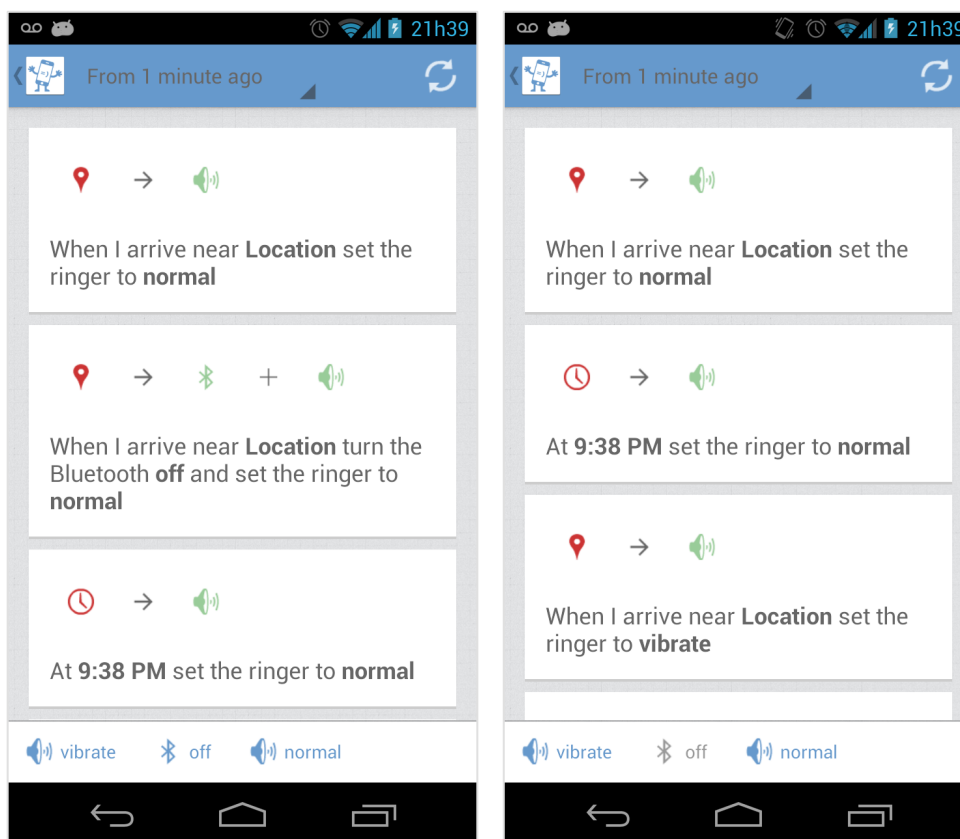 21h39
From 1 minute ago
When I arrive near Location set the
ringer to normal
When I arrive near Location turn the
Bluetooth off and set the ringer to
normal
At 9:38 PM set the ringer to normal
vibrate off normal
21h39
From 1 minute ago
When I arrive near Location set the
ringer to normal
At 9:38 PM set the ringer to normal
When I arrive near Location set the
ringer to vibrate
vibrate off normal